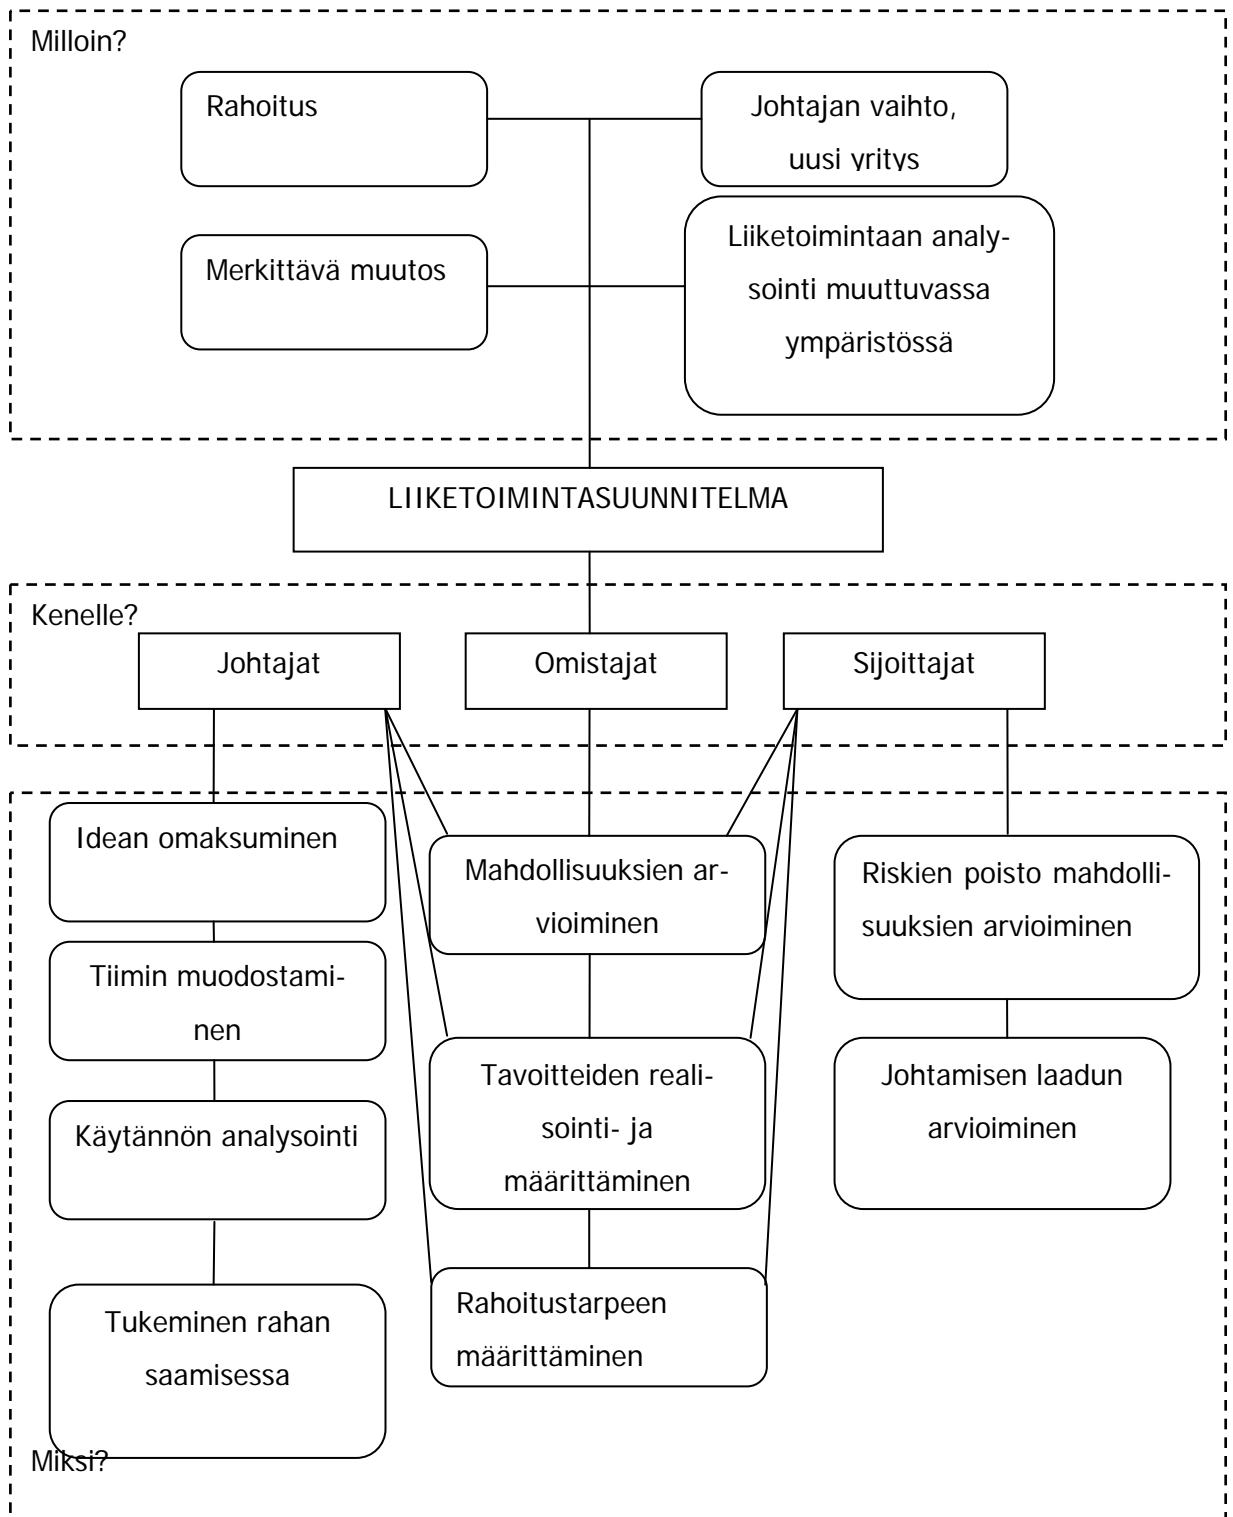 Milloin?
Rahoitus
Johtajan vaihto,
uusi yritys
Merkittävä muutos
Liiketoimintaan analy-
sointi muuttuvassa
ympäristössä
LIIKETOIMINTASUUNNITELMA
Kenelle?
Johtajat
Omistajat
Sijoittajat
Idean omaksuminen
Tiimin muodostami-
nen
Käytännön analysointi
Tukeminen rahan
saamisessa
Mahdollisuuksien ar-
vioiminen
Tavoitteiden reali-
sointi- ja
määrittäminen
Rahoitustarpeen
määrittäminen
Riskien poisto mahdolli-
suuksien arvioiminen
Johtamisen laadun
arvioiminen
Miksi?